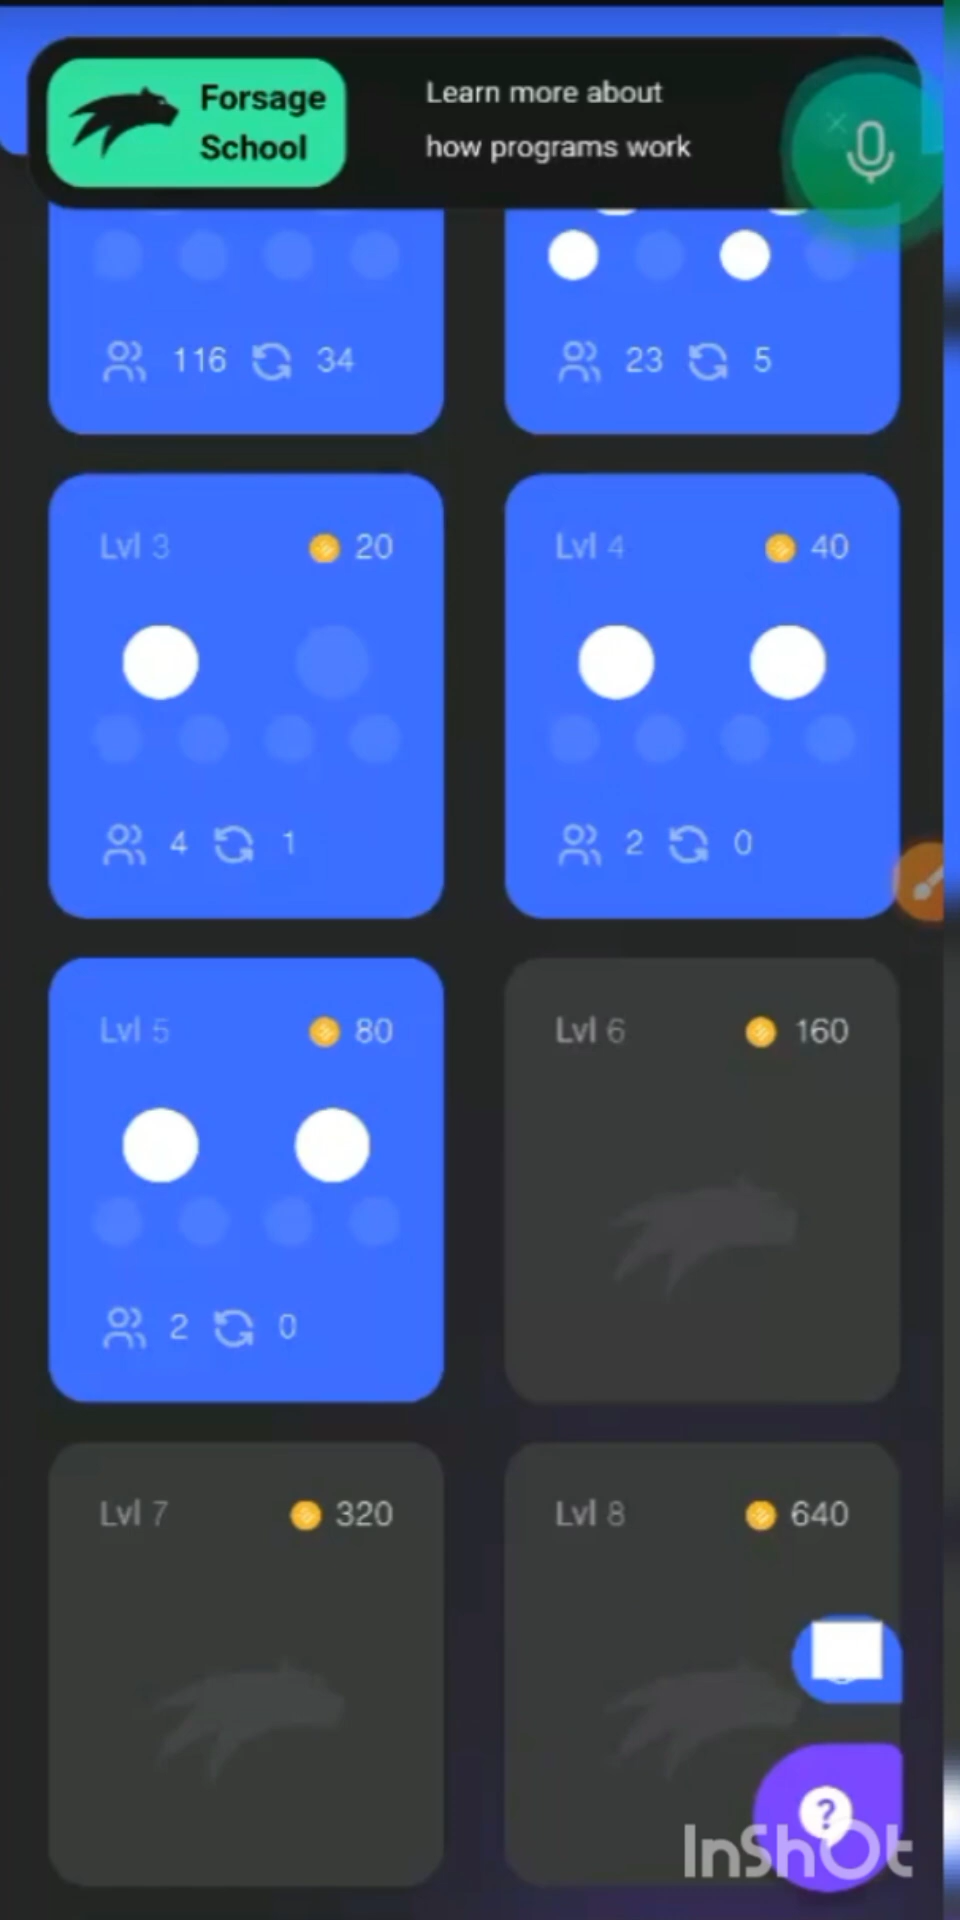 Forsage
School
Learn more about
how programs work
116 34
23 5
Lvl 3 20
Lvl 4 40
4 1
2 0
Lvl 5 80
Lvl 6 160
2 0
Lvl 7 320
Lvl 8 640
?
InShOt